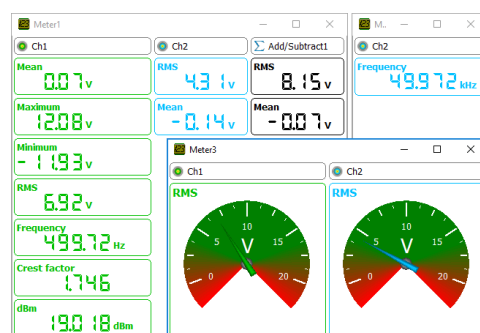 Meter1
Ch1
Ch2
Σ Add/Subtract1
Mean
0.07 v
RMS
4.31 v
RMS
8.15 v
Maximum
12.08 v
Mean
- 0.14 v
Mean
- 0.07 v
Minimum
- 11.93 v
RMS
6.92 v
Frequency
499.72 Hz
Crest factor
1.746
dBm
19.018 dBm
M..
Ch2
Frequency
49.972 kHz
Meter3
Ch1
Ch2
RMS
0
5
10
15
20
V
RMS
0
5
10
15
20
V